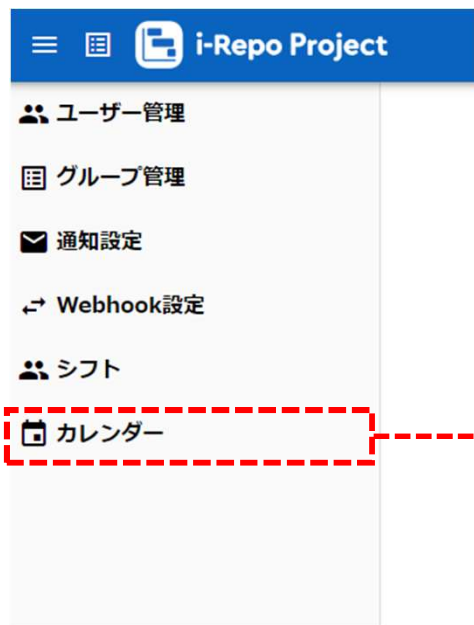 i-Repo Project
ユーザー管理
グループ管理
通知設定
Webhook設定
シフト
カレンダー